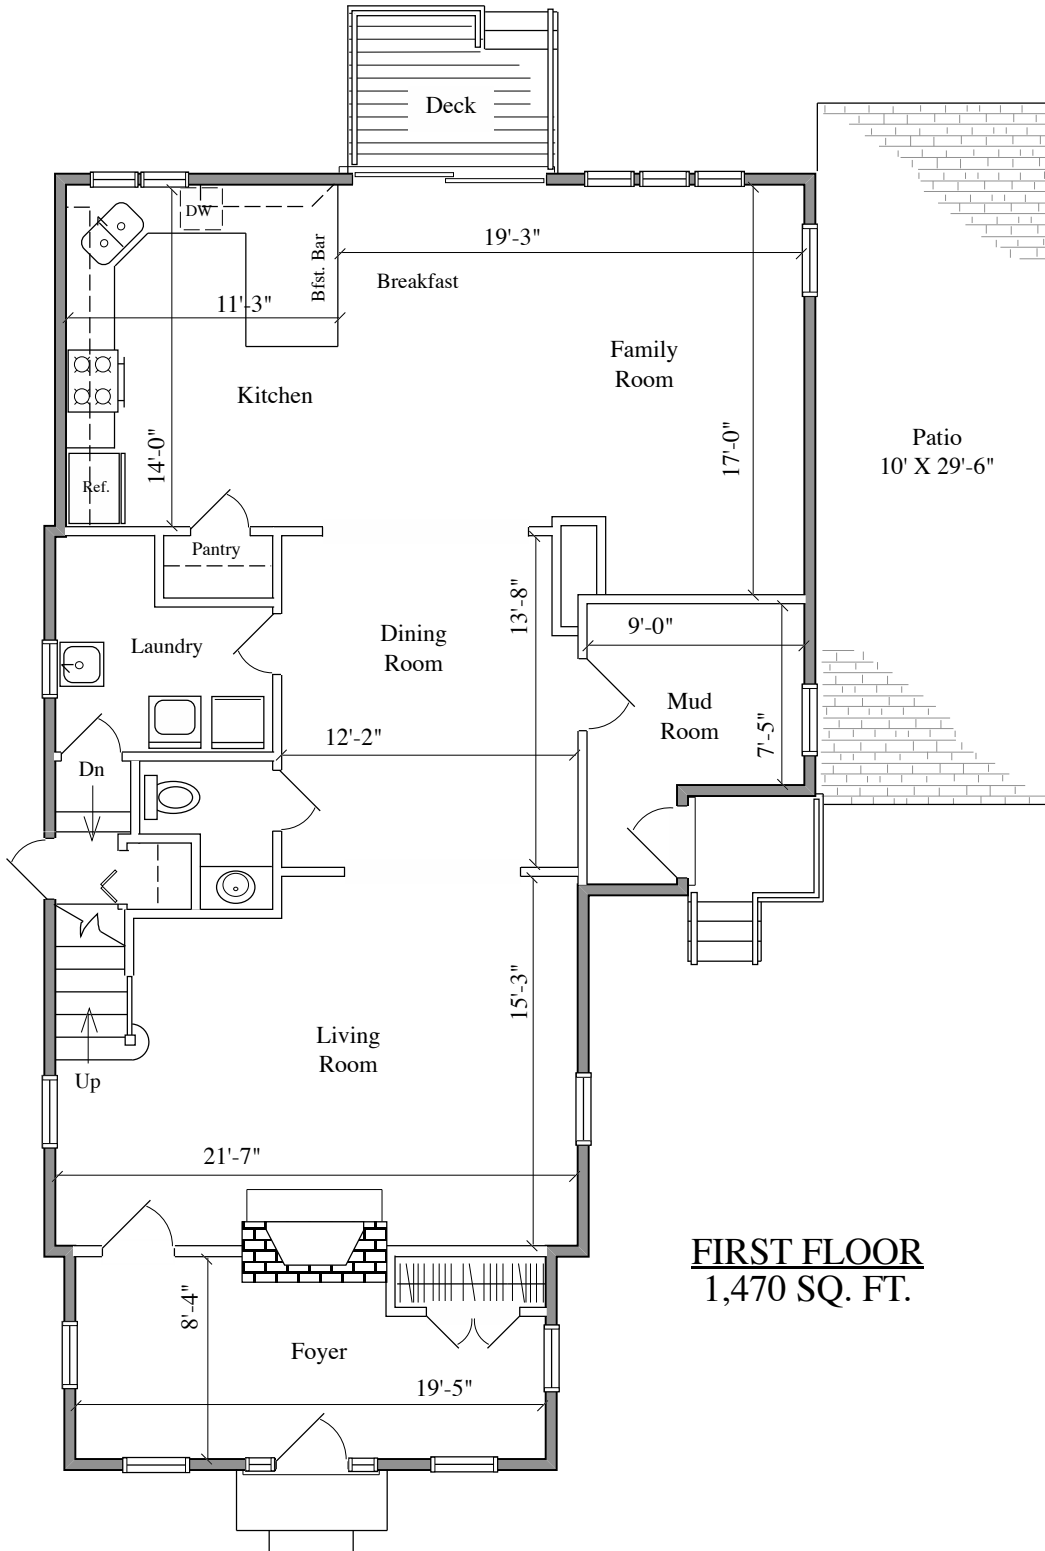 Deck
DW
Bfst. Bar
19'-3"
Breakfast
11'-3"
Family
Room
Kitchen
14'-0"
17'-0"
Patio
10' X 29'-6"
Ref.
Pantry
13'-8"
Dining
Room
Laundry
9'-0"
Mud
Room
7'-5"
12'-2"
Dn
15'-3"
Living
Room
Up
21'-7"
FIRST FLOOR
1,470 SQ. FT.
8'-4"
Foyer
19'-5"